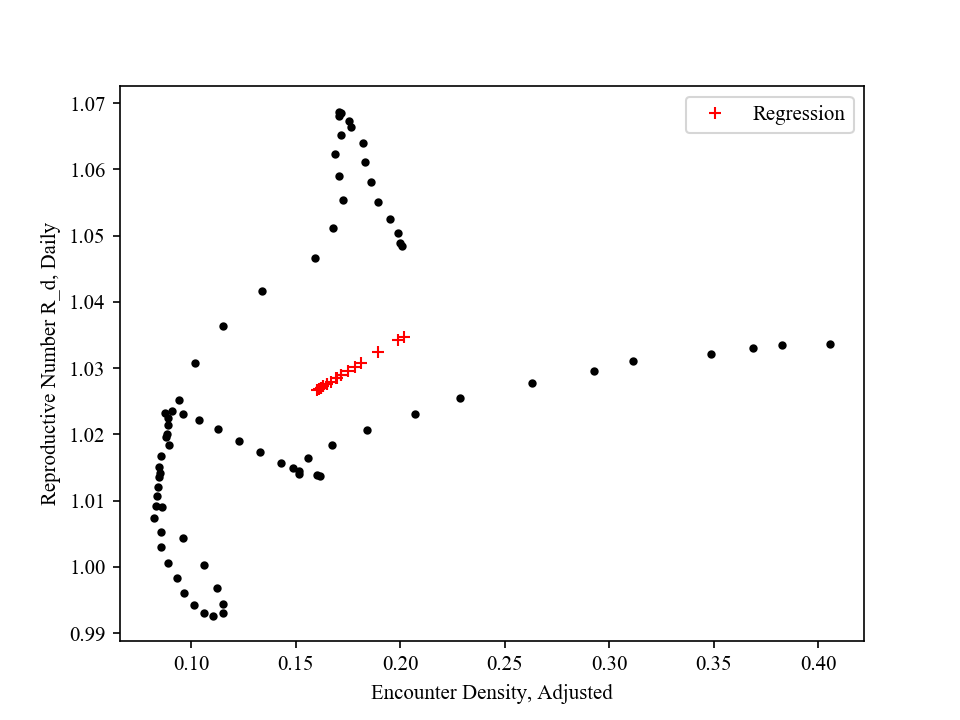 Regression
Reproductive Number R_d, Daily
1.07
1.06
1.05
1.04
1.03
1.02
1.01
1.00
0.99
0.10 0.15 0.20 0.25 0.30 0.35 0.40
Encounter Density, Adjusted